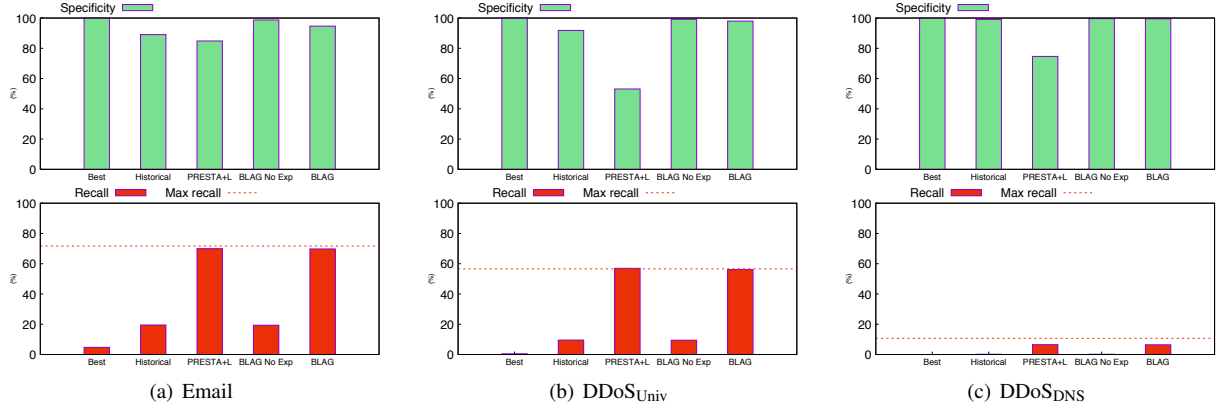 Specificity
100
80
60
40
20
0
(%)
Best Historical PRESTA+L BLAG No Exp BLAG
Recall Max recall
100
80
60
40
20
0
(%)
Best Historical PRESTA+L BLAG No Exp BLAG
(a) Email
Specificity
100
80
60
40
20
0
(%)
Best Historical PRESTA+L BLAG No Exp BLAG
Recall Max recall
100
80
60
40
20
0
(%)
Best Historical PRESTA+L BLAG No Exp BLAG
(b) DDoSUniv
Specificity
100
80
60
40
20
0
(%)
Best Historical PRESTA+L BLAG No Exp BLAG
Recall Max recall
100
80
60
40
20
0
(%)
Best Historical PRESTA+L BLAG No Exp BLAG
(c) DDoSDNS